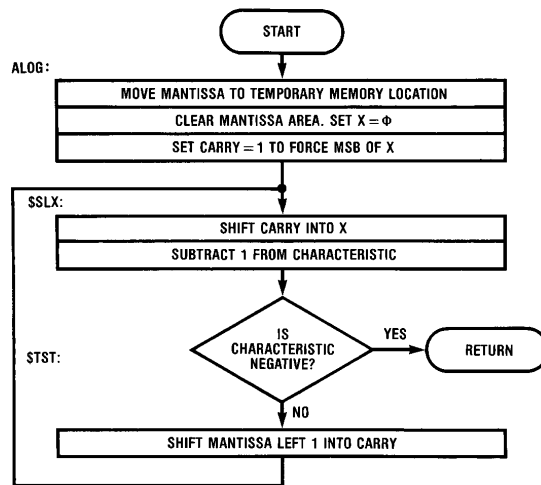 START
ALOG:
MOVE MANTISSA TO TEMPORARY MEMORY LOCATION
CLEAR MANTISSA AREA. SET X = Φ
SET CARRY = 1 TO FORCE MSB OF X
$SLX:
SHIFT CARRY INTO X
SUBTRACT 1 FROM CHARACTERISTIC
$TST:
IS
CHARACTERISTIC
NEGATIVE?
YES
RETURN
NO
SHIFT MANTISSA LEFT 1 INTO CARRY